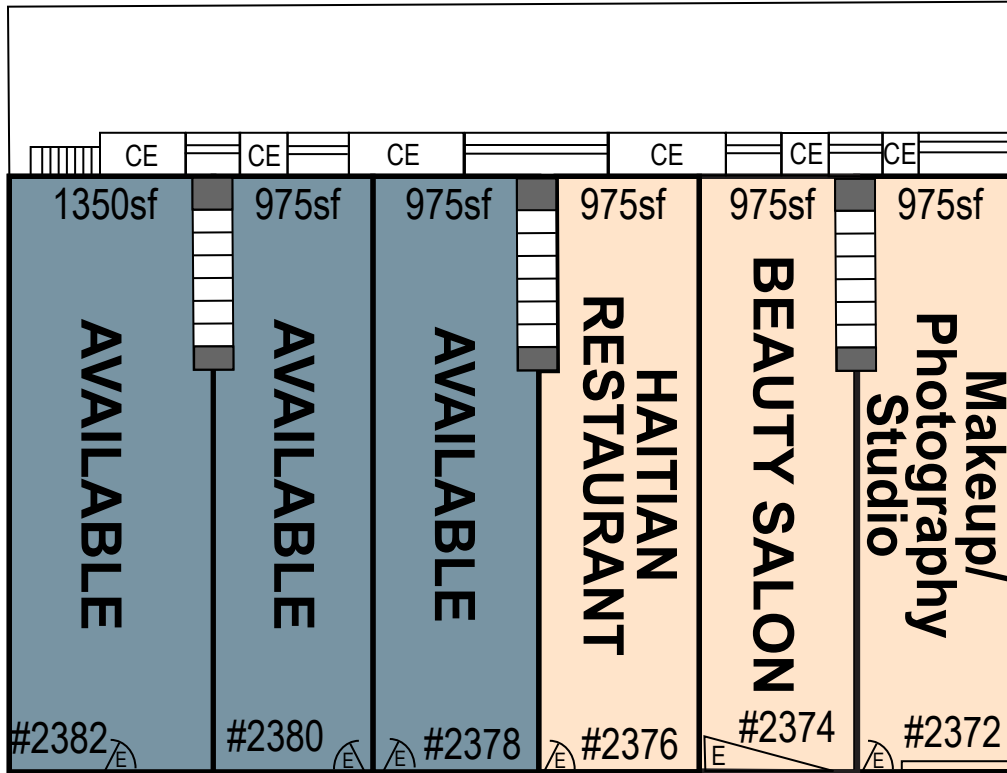 CE
CE
CE
CE
CE
CE
1350sf
975sf
975sf
975sf
975sf
975sf
AVAILABLE
AVAILABLE
AVAILABLE
HAITIAN
RESTAURANT
BEAUTY SALON
Makeup/
Photography
Studio
#2382
#2380
#2378
#2376
#2374
#2372
E
E
E
E
E
E